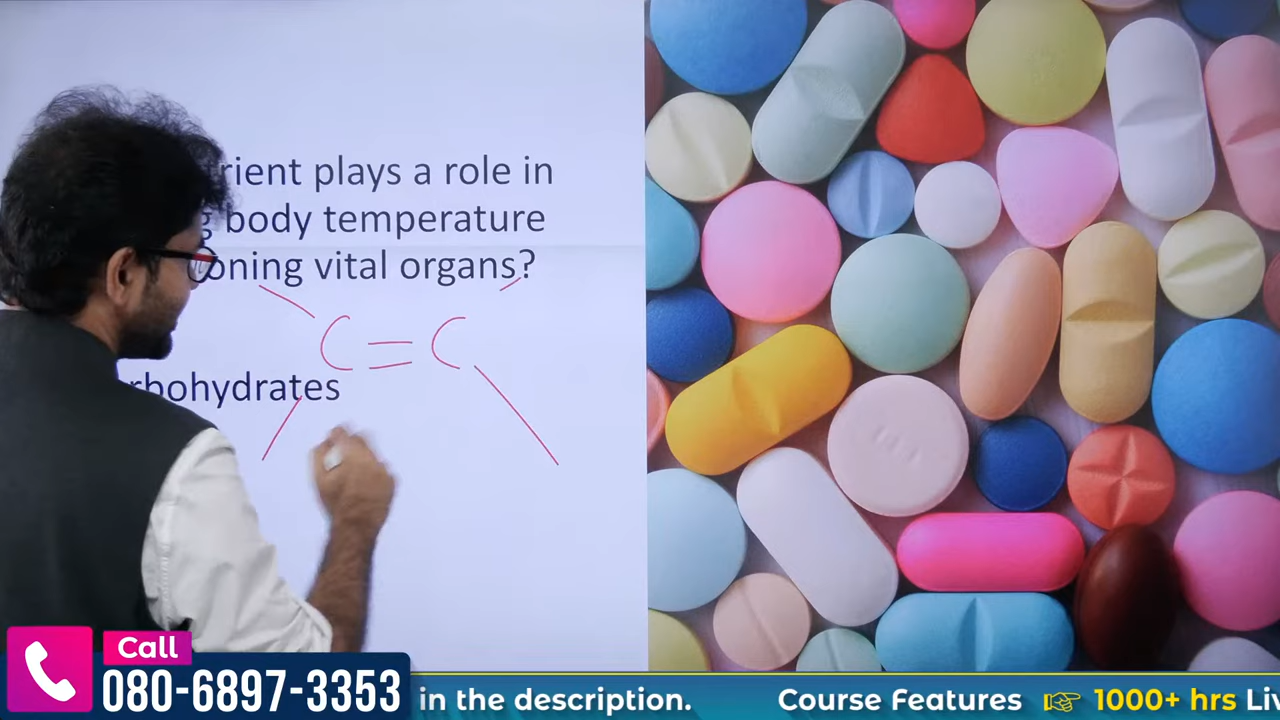 rient plays a role in
g body temperature
oning vital organs?
C = C
rbohydrates
Call
080-6897-3353
in the description. Course Features 👉 1000+ hrs Liv